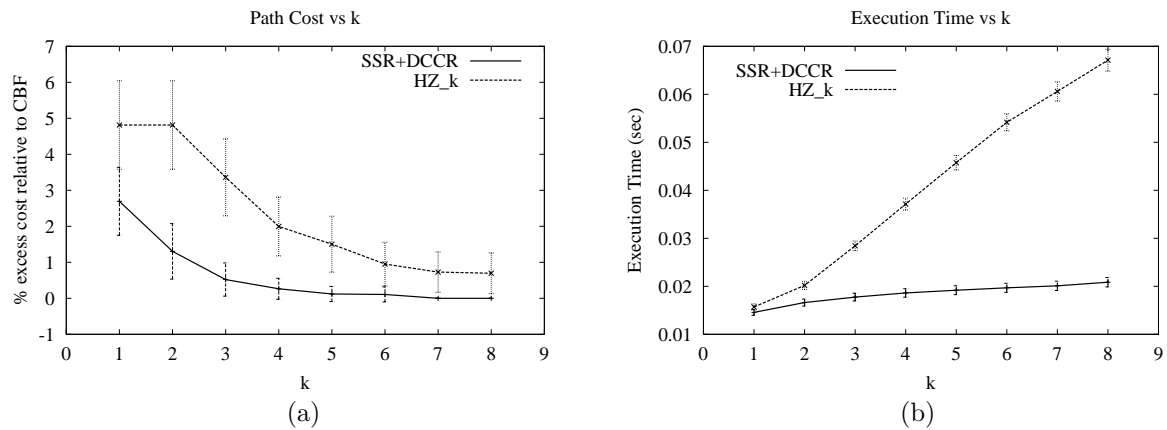 Path Cost vs k
% excess cost relative to CBF
7
6
5
4
3
2
1
0
-1
SSR+DCCR
HZ_k
0 1 2 3 4 5 6 7 8 9
k
(a)
Execution Time vs k
Execution Time (sec)
0.07
0.06
0.05
0.04
0.03
0.02
0.01
SSR+DCCR
HZ_k
0 1 2 3 4 5 6 7 8 9
k
(b)